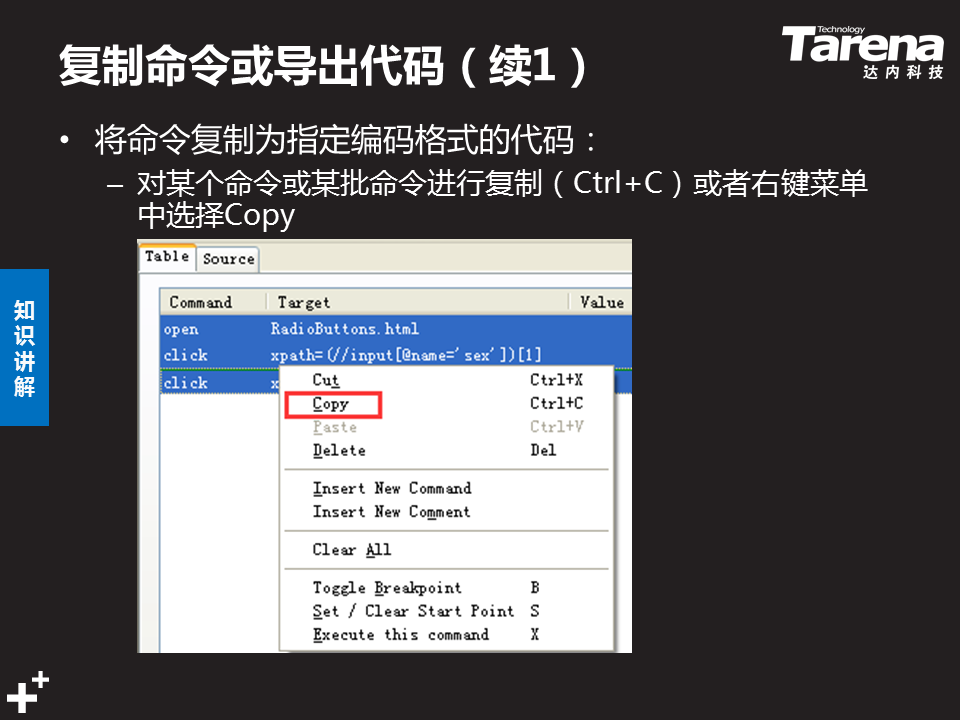 复制命令或导出代码（续1）
Technology
Tarena
达内科技
• 将命令复制为指定编码格式的代码：
– 对某个命令或某批命令进行复制（Ctrl+C）或者右键菜单
中选择Copy
知识讲解
Table Source
Command Target Value
open RadioButtons.html
click xpath=(//input[@name='sex'])[1]
click x
Cut Ctrl+X
Copy Ctrl+C
Paste Ctrl+V
Delete Del
Insert New Command
Insert New Comment
Clear All
Toggle Breakpoint B
Set / Clear Start Point S
Execute this command X